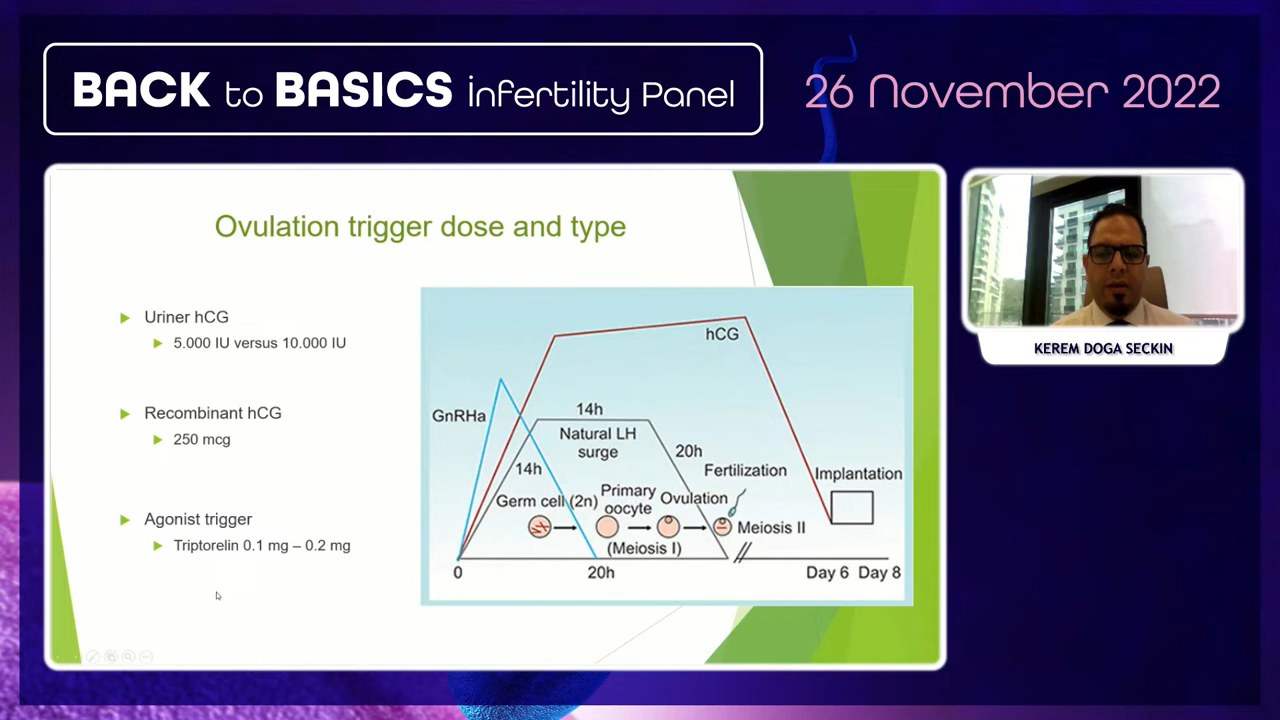 BACK to BASICS infertility Panel
26 November 2022
Ovulation trigger dose and type
Uriner hCG
5.000 IU versus 10.000 IU
Recombinant hCG
250 mcg
Agonist trigger
Triptorelin 0.1 mg – 0.2 mg
hCG
GnRHa
14h
Natural LH
surge
20h
14h
Fertilization
Implantation
Germ cell (2n)
Primary
oocyte
Ovulation
Meiosis II
(Meiosis I)
0
20h
Day 6 Day 8
KEREM DOGA SECKIN